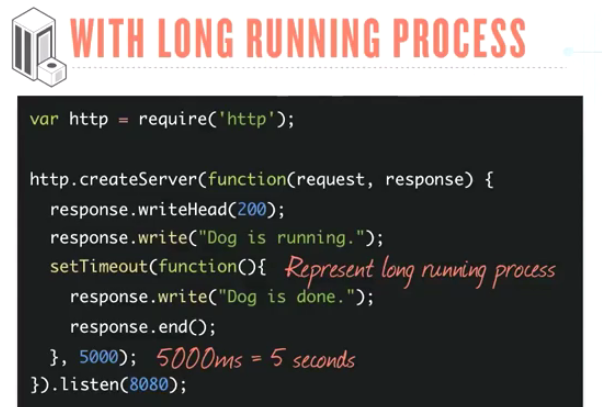 WITH LONG RUNNING PROCESS
var http = require('http');
http.createServer(function(request, response) {
response.writeHead(200);
response.write("Dog is running.");
setTimeout(function(){ Represent long running process
response.write("Dog is done.");
response.end();
}, 5000); 5000ms = 5 seconds
}).listen(8080);